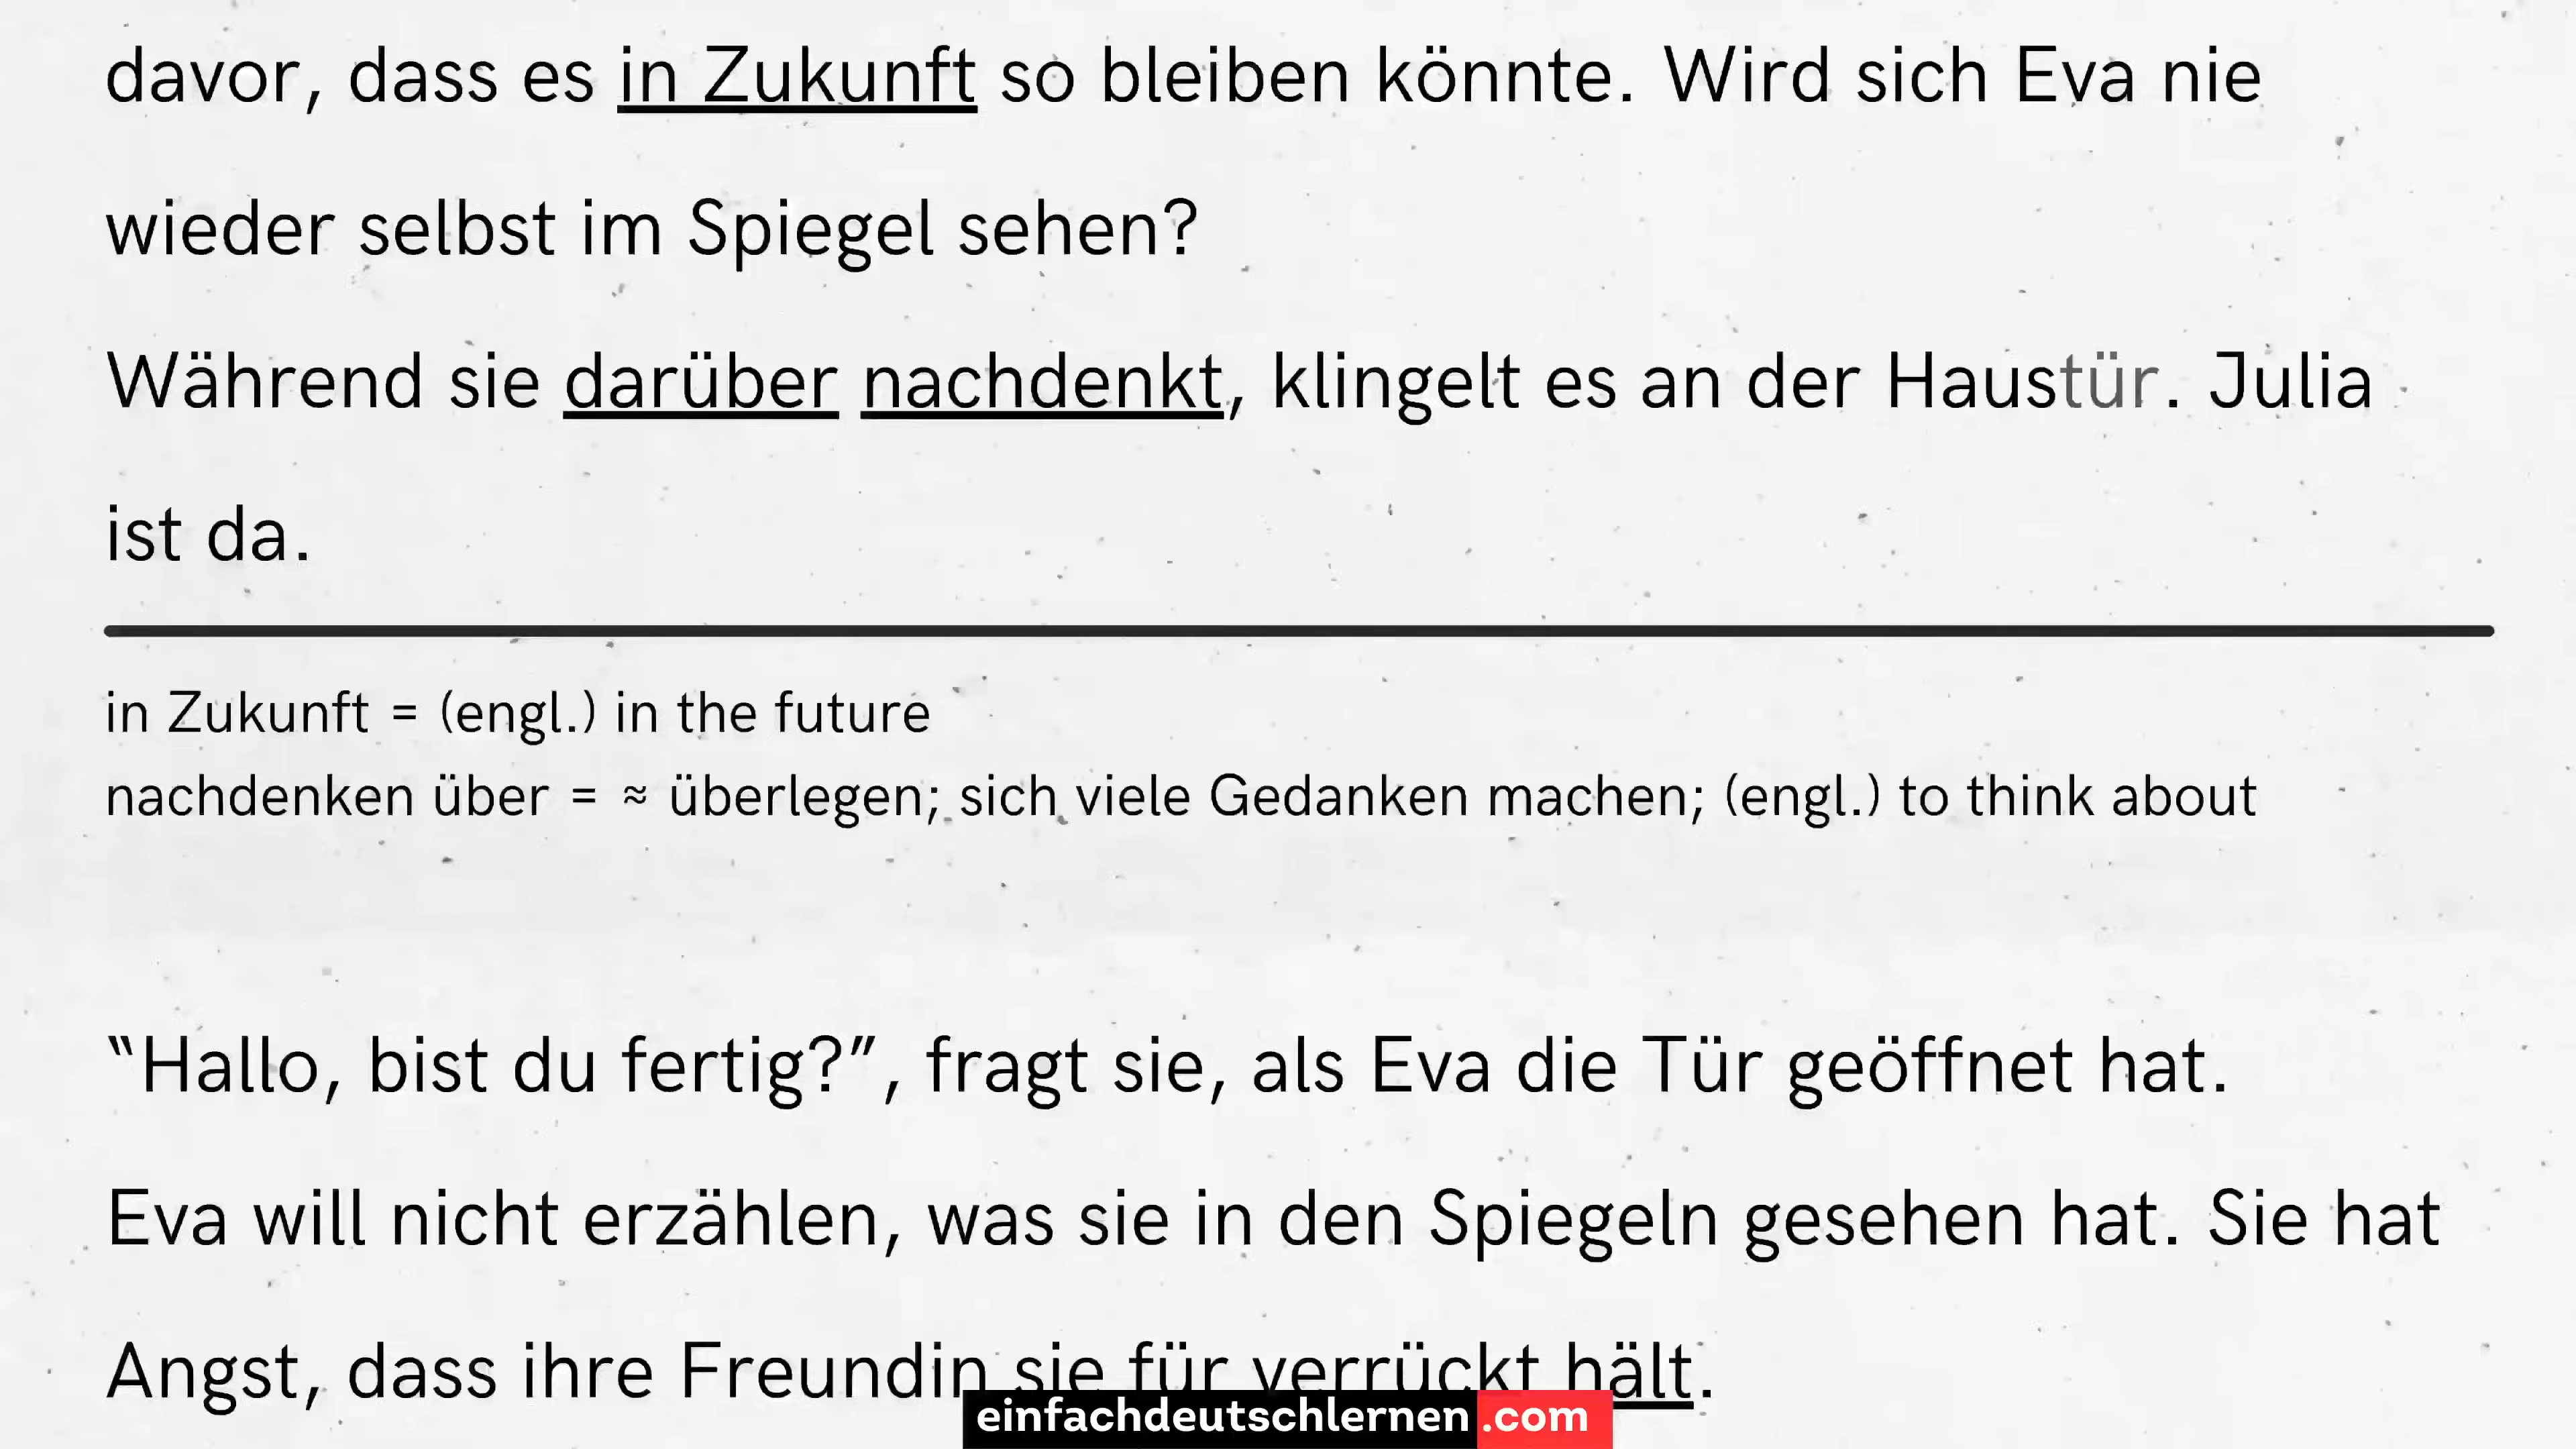 davor, dass es in Zukunft so bleiben könnte. Wird sich Eva nie
wieder selbst im Spiegel sehen?
Während sie darüber nachdenkt, klingelt es an der Haustür. Julia
ist da.
in Zukunft = (engl.) in the future
nachdenken über = ≈ überlegen; sich viele Gedanken machen; (engl.) to think about
“Hallo, bist du fertig?”, fragt sie, als Eva die Tür geöffnet hat.
Eva will nicht erzählen, was sie in den Spiegeln gesehen hat. Sie hat
Angst, dass ihre Freundin sie für verrückt hält.
einfachdeutschlernen.com